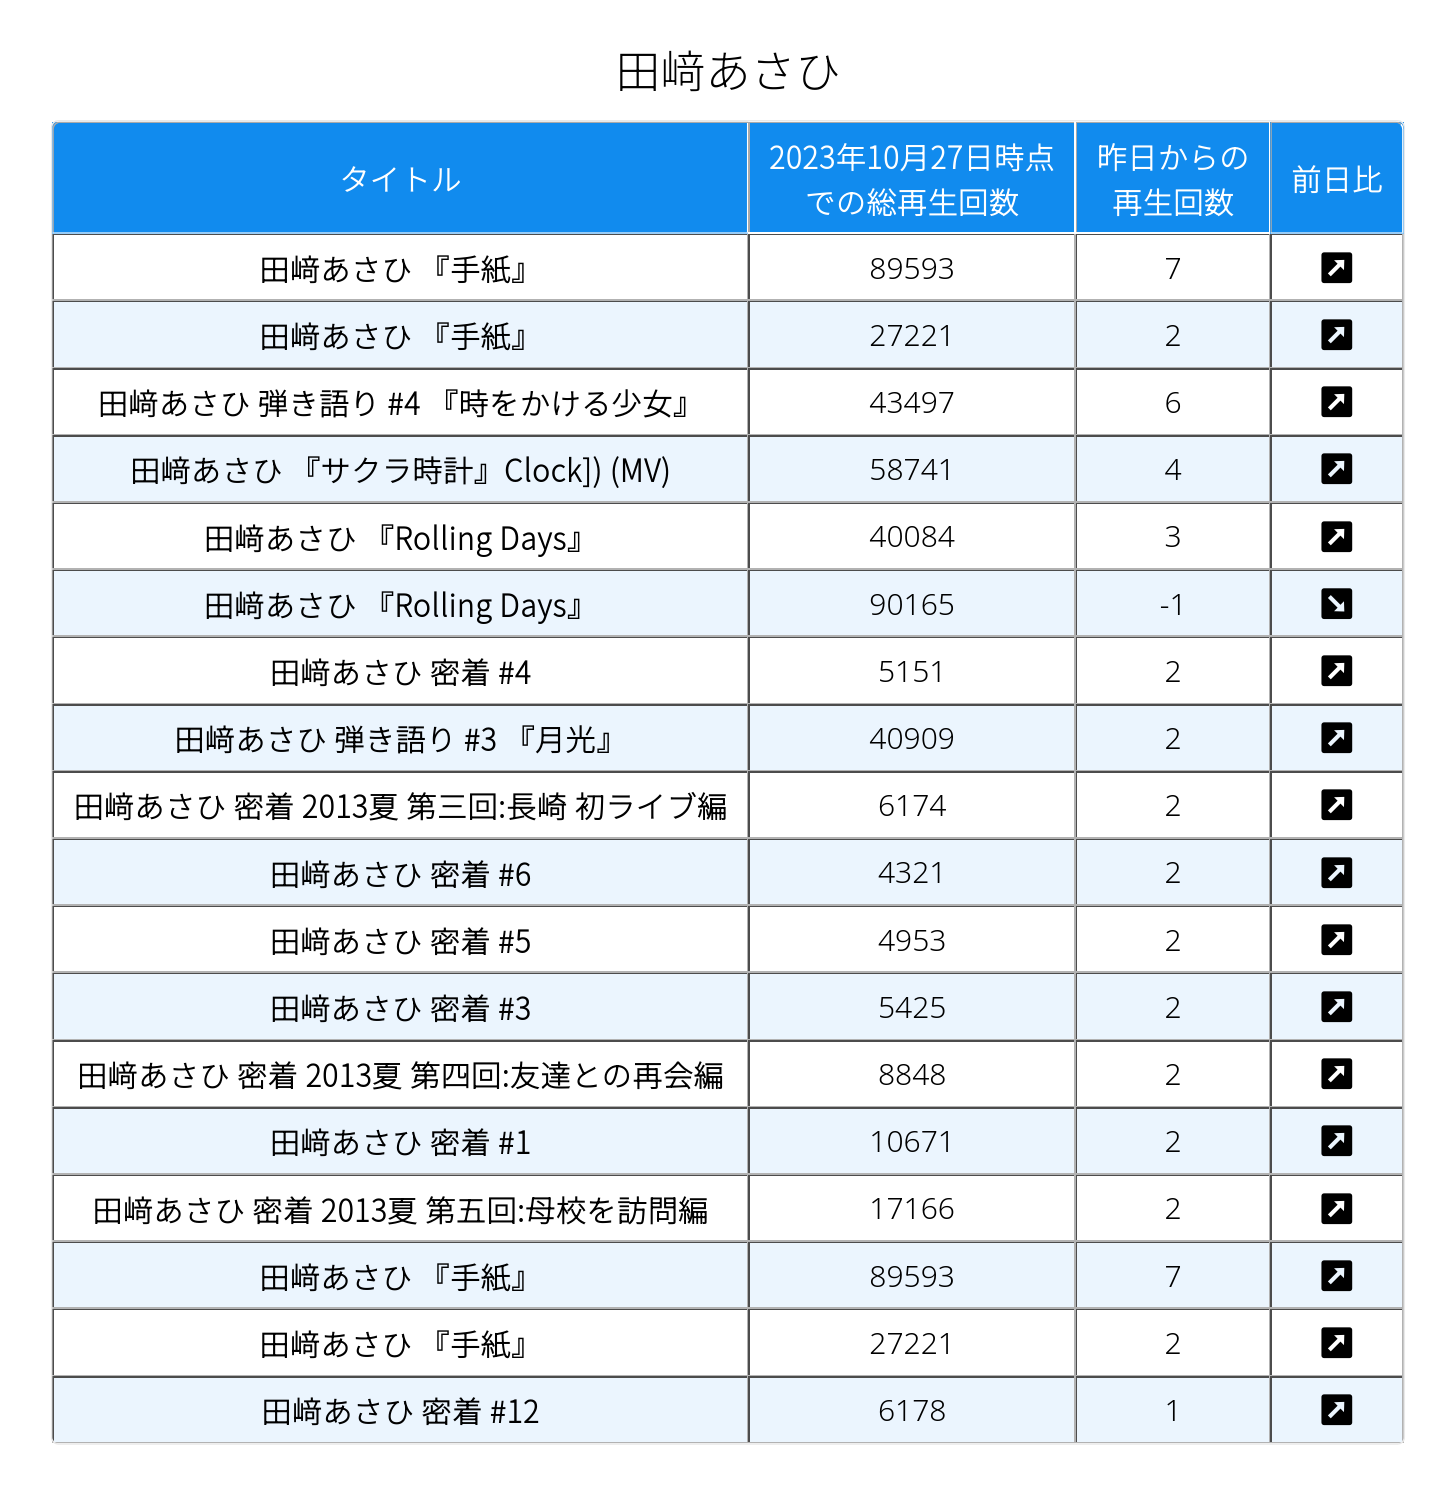 田﨑あさひ
タイトル
2023年10月27日時点
での総再生回数
昨日からの
再生回数
前日比
田﨑あさひ 『手紙』 89593 7
田﨑あさひ 『手紙』 27221 2
田﨑あさひ 弾き語り #4 『時をかける少女』 43497 6
田﨑あさひ 『サクラ時計』Clock]) (MV) 58741 4
田﨑あさひ 『Rolling Days』 40084 3
田﨑あさひ 『Rolling Days』 90165 -1
田﨑あさひ 密着 #4 5151 2
田﨑あさひ 弾き語り #3 『月光』 40909 2
田﨑あさひ 密着 2013夏 第三回:長崎 初ライブ編 6174 2
田﨑あさひ 密着 #6 4321 2
田﨑あさひ 密着 #5 4953 2
田﨑あさひ 密着 #3 5425 2
田﨑あさひ 密着 2013夏 第四回:友達との再会編 8848 2
田﨑あさひ 密着 #1 10671 2
田﨑あさひ 密着 2013夏 第五回:母校を訪問編 17166 2
田﨑あさひ 『手紙』 89593 7
田﨑あさひ 『手紙』 27221 2
田﨑あさひ 密着 #12 6178 1